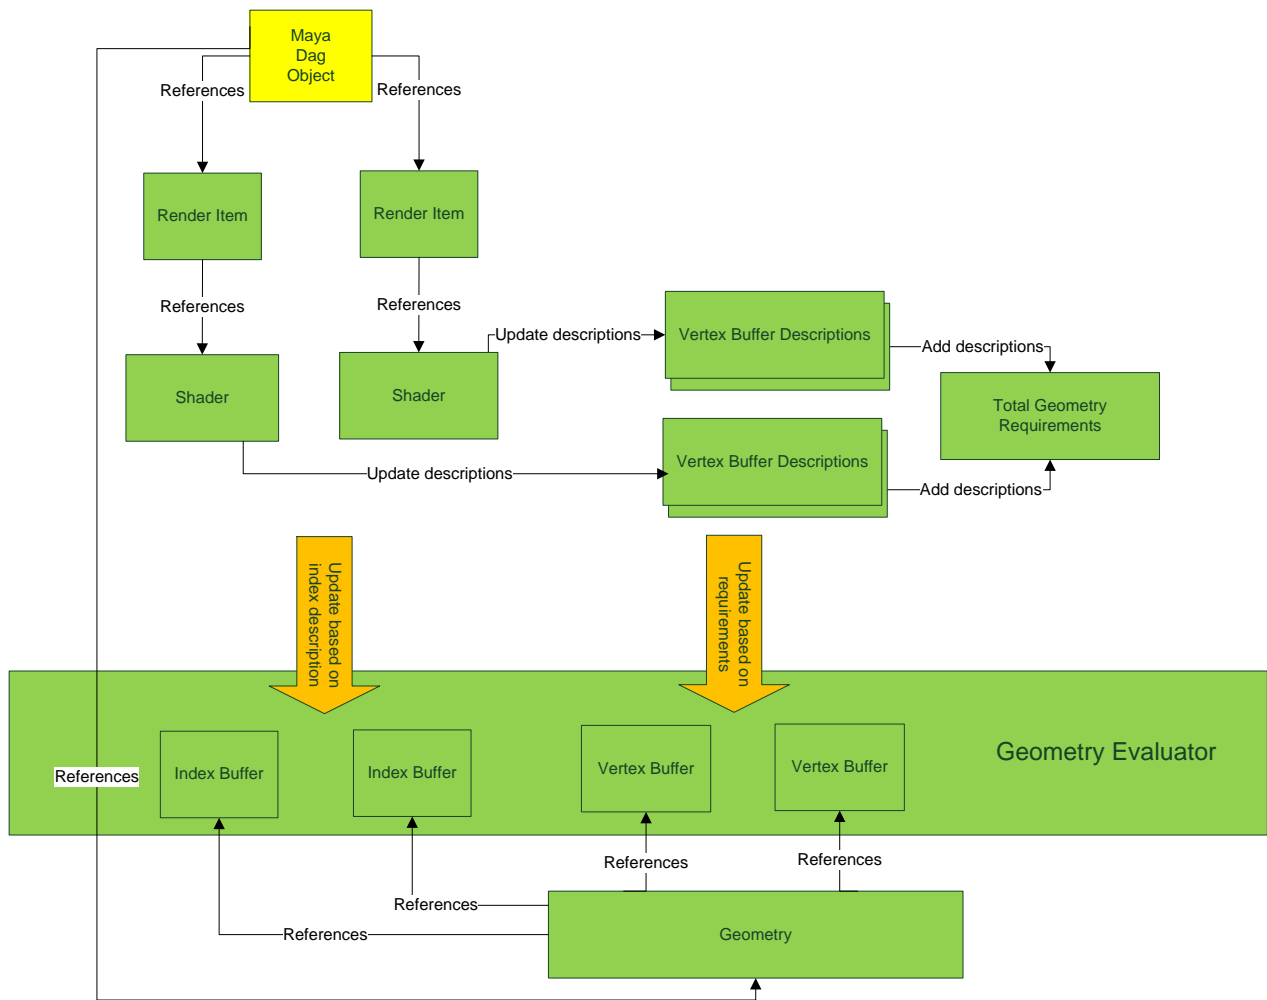 Maya
Dag
Object
References
References
Render Item
Render Item
References
References
Update descriptions
Vertex Buffer Descriptions
Add descriptions
Shader
Shader
Total Geometry
Requirements
Vertex Buffer Descriptions
Update descriptions
Add descriptions
Update based on
index description
Update based on
requirements
Geometry Evaluator
References
Index Buffer
Index Buffer
Vertex Buffer
Vertex Buffer
References
References
References
References
Geometry